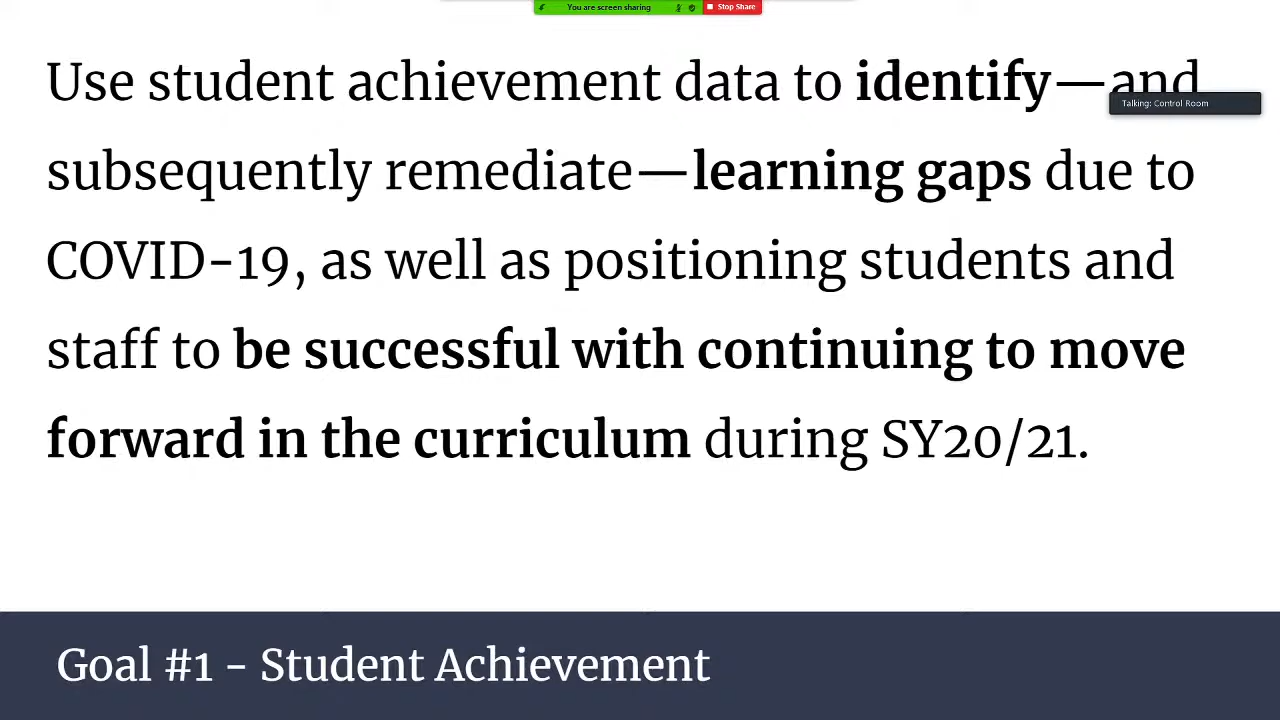 You are screen sharing Stop Share
Use student achievement data to identify—and
Talking: Control Room
subsequently remediate—learning gaps due to
COVID-19, as well as positioning students and
staff to be successful with continuing to move
forward in the curriculum during SY20/21.
Goal #1 - Student Achievement